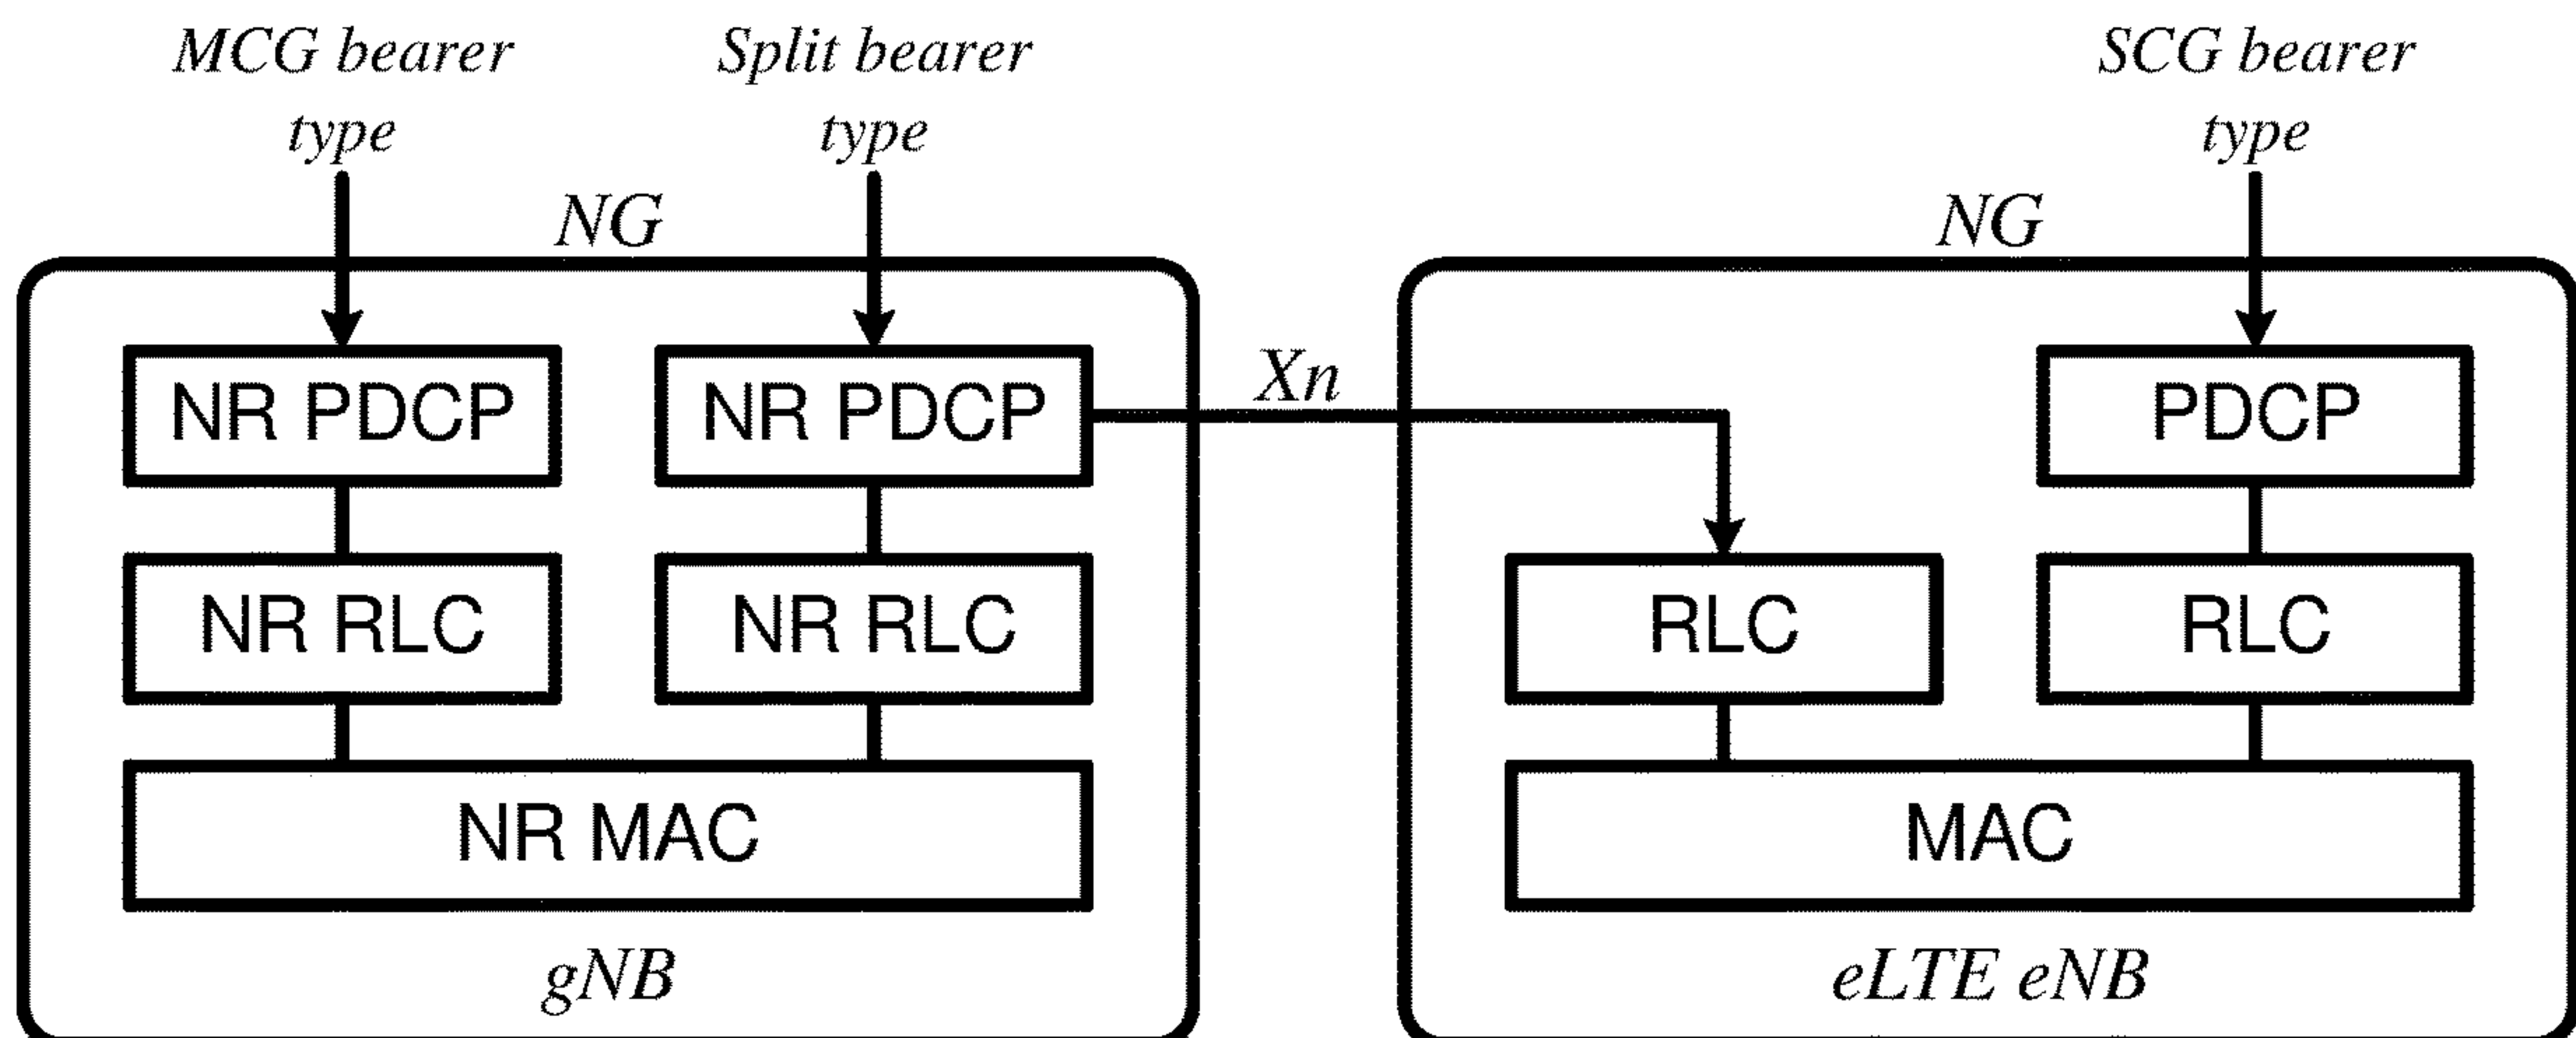 MCG bearer
type
Split bearer
type
SCG bearer
type
NG
NG
Xn
NR PDCP
NR PDCP
PDCP
NR RLC
NR RLC
RLC
RLC
NR MAC
MAC
gNB
eLTE eNB